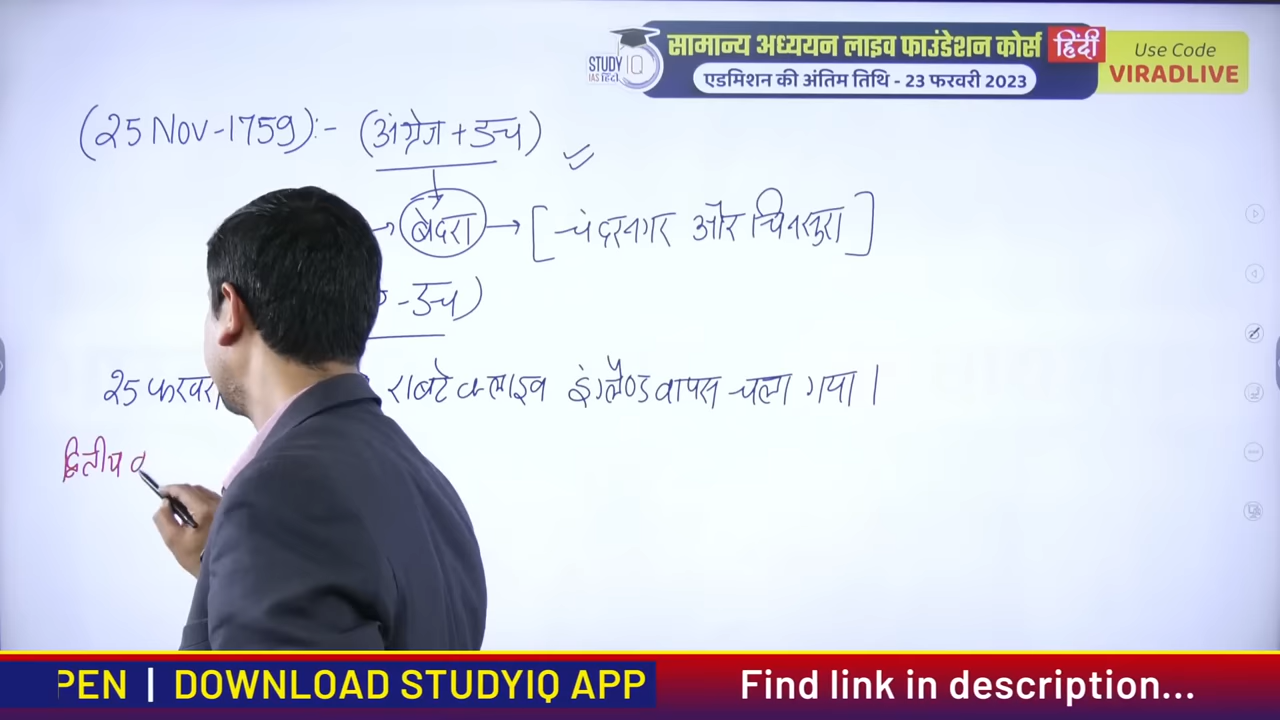 STUDY IQ
IAS हिंदी
सामान्य अध्ययन लाइव फाउंडेशन कोर्स हिंदी
एडमिशन की अंतिम तिथि - 23 फरवरी 2023
Use Code
VIRADLIVE
(25 Nov-1759):- (अंग्रेज + डच)
→ बेदरा → [चंदरनगर और चिनसुरा]
-डच)
25 राबर्ट क्लाइव इंग्लैण्ड वापस चला गया।
द्वितीय
PEN | DOWNLOAD STUDYIQ APP
Find link in description...